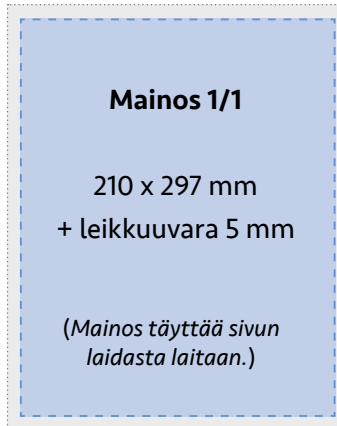 Mainos 1/1
210 x 297 mm
+ leikkuuvara 5 mm
(Mainos täyttää sivun
laidasta laitaan.)